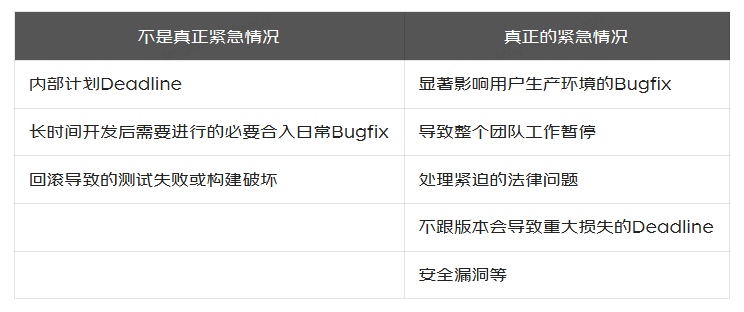 不是真正紧急情况 真正的紧急情况
内部计划Deadline 显著影响用户生产环境的Bugfix
长时间开发后需要进行的必要合入日常Bugfix 导致整个团队工作暂停
回滚导致的测试失败或构建破坏 处理紧迫的法律问题
不跟版本会导致重大损失的Deadline
安全漏洞等